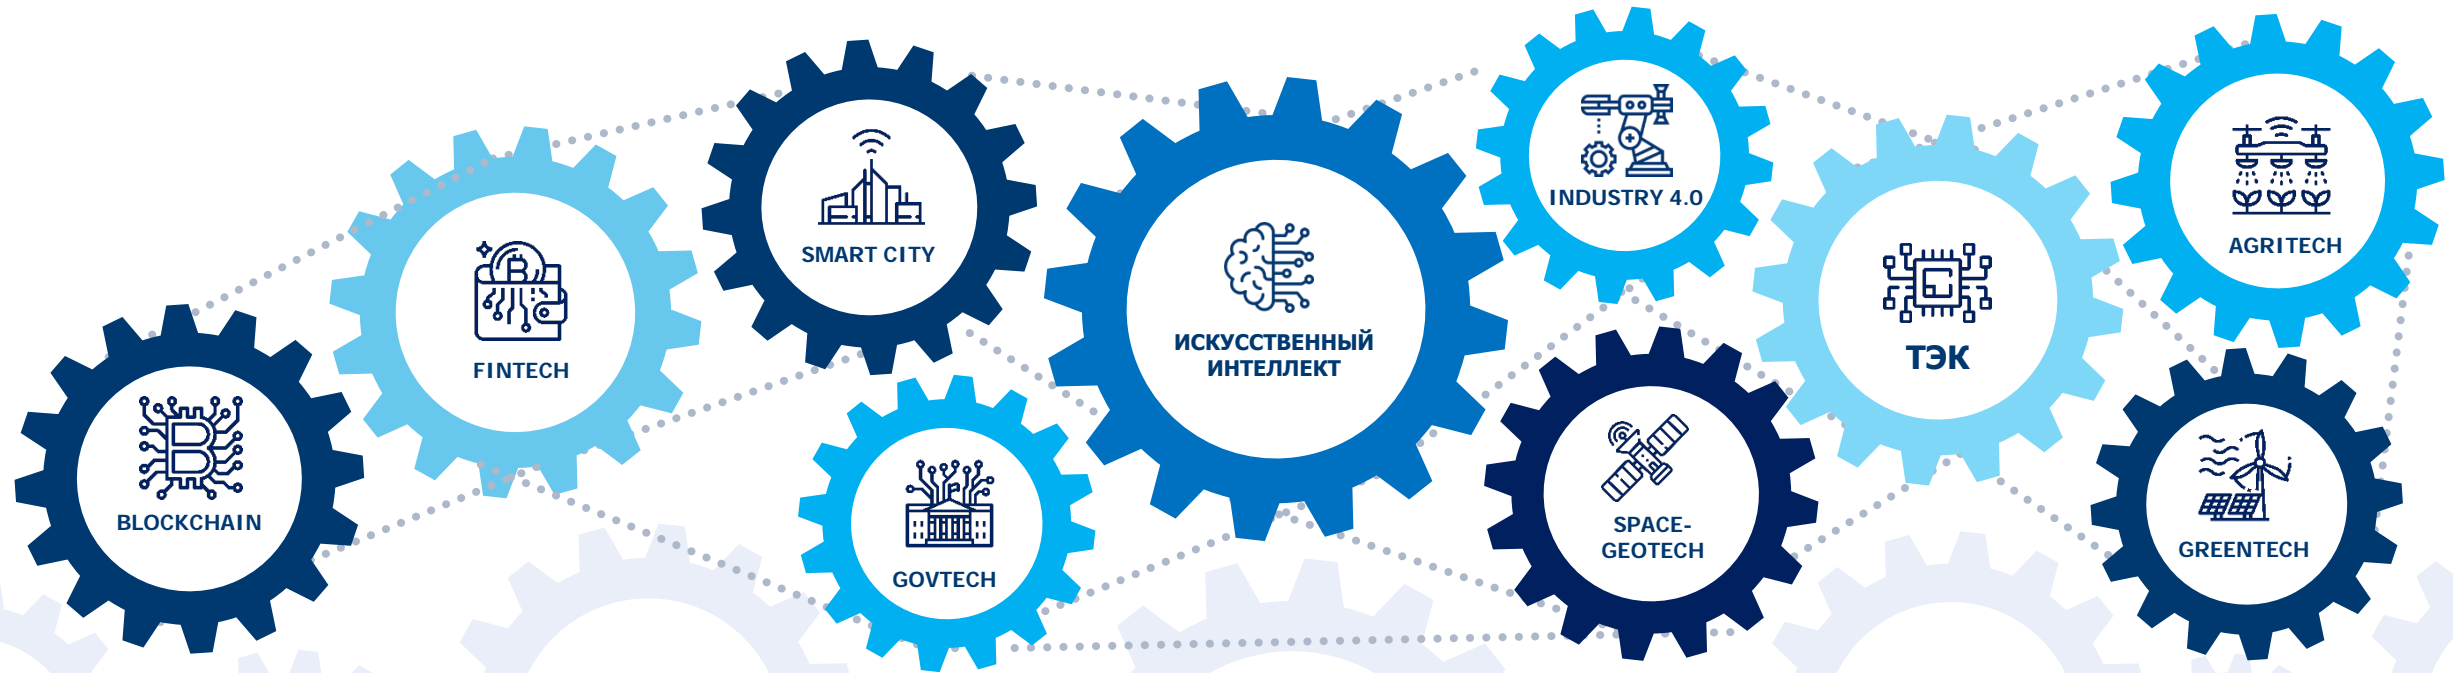 BLOCKCHAIN
FINTECH
SMART CITY
GOVTECH
ИСКУССТВЕННЫЙ
ИНТЕЛЛЕКТ
INDUSTRY 4.0
SPACE-
GEOTECH
ТЭК
AGRITECH
GREENTECH